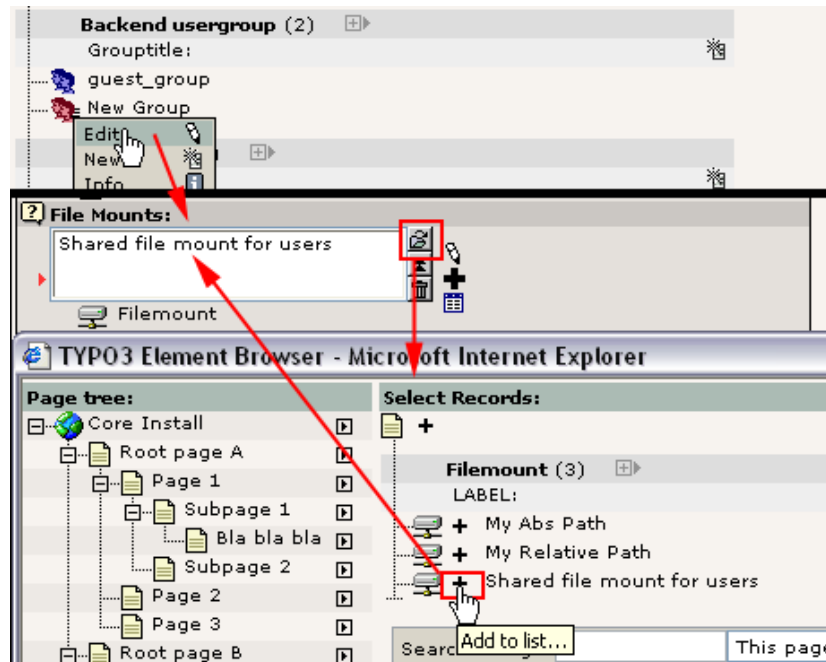 Backend usergroup (2)
Grouptitle:
guest_group
New Group
Edit
New
Info
File Mounts:
Shared file mount for users
Filemount
TYPO3 Element Browser - Microsoft Internet Explorer
Page tree:
Select Records:
Core Install
Root page A
Filemount (3)
Page 1
LABEL:
Subpage 1
My Abs Path
Bla bla bla
My Relative Path
Subpage 2
Shared file mount for users
Page 2
Page 3
Add to list...
Root page B
This page